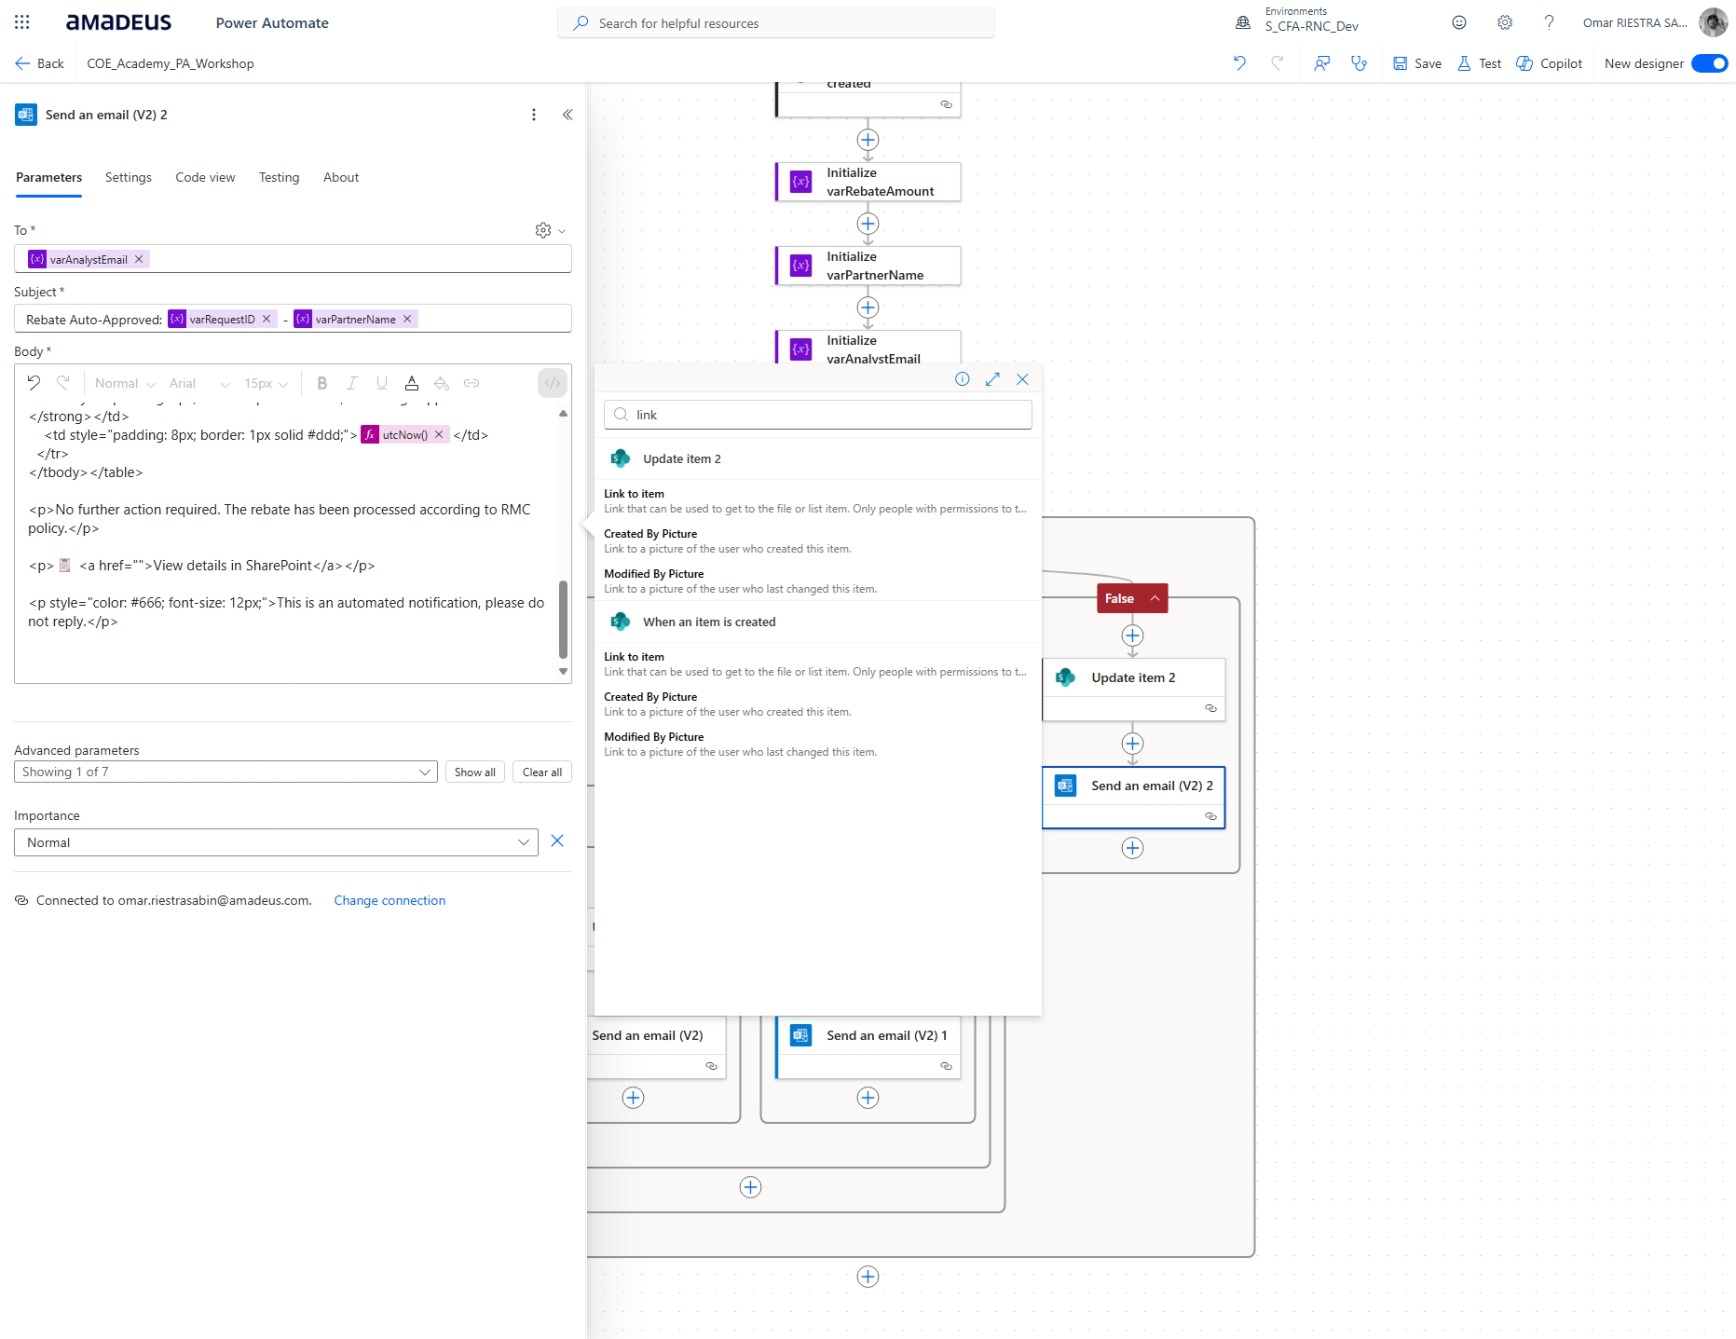 amadeus
Power Automate
Search for helpful resources
Environments
S_CFA-RNC_Dev
Omar RIESTRA SA...
Back
COE_Academy_PA_Workshop
Save
Test
Copilot
New designer
Send an email (V2) 2
Parameters
Settings
Code view
Testing
About
To *
varAnalystEmail
Subject *
Rebate Auto-Approved: varRequestID - varPartnerName
Body *
Normal
Arial
15px
</strong></td>
<td style="padding: 8px; border: 1px solid #ddd;"> utcNow() </td>
</tr>
</tbody></table>
<p>No further action required. The rebate has been processed according to RMC
policy.</p>
<p>📋 <a href="">View details in SharePoint</a></p>
<p style="color: #666; font-size: 12px;">This is an automated notification, please do
not reply.</p>
Advanced parameters
Showing 1 of 7
Show all
Clear all
Importance
Normal
Connected to omar.riestrasabin@amadeus.com.
Change connection
created
Initialize
varRebateAmount
Initialize
varPartnerName
Initialize
varAnalystEmail
link
Update item 2
Link to item
Link that can be used to get to the file or list item. Only people with permissions to t...
Created By Picture
Link to a picture of the user who created this item.
Modified By Picture
Link to a picture of the user who last changed this item.
When an item is created
Link to item
Link that can be used to get to the file or list item. Only people with permissions to t...
Created By Picture
Link to a picture of the user who created this item.
Modified By Picture
Link to a picture of the user who last changed this item.
False
Update item 2
Send an email (V2) 2
Send an email (V2)
Send an email (V2) 1